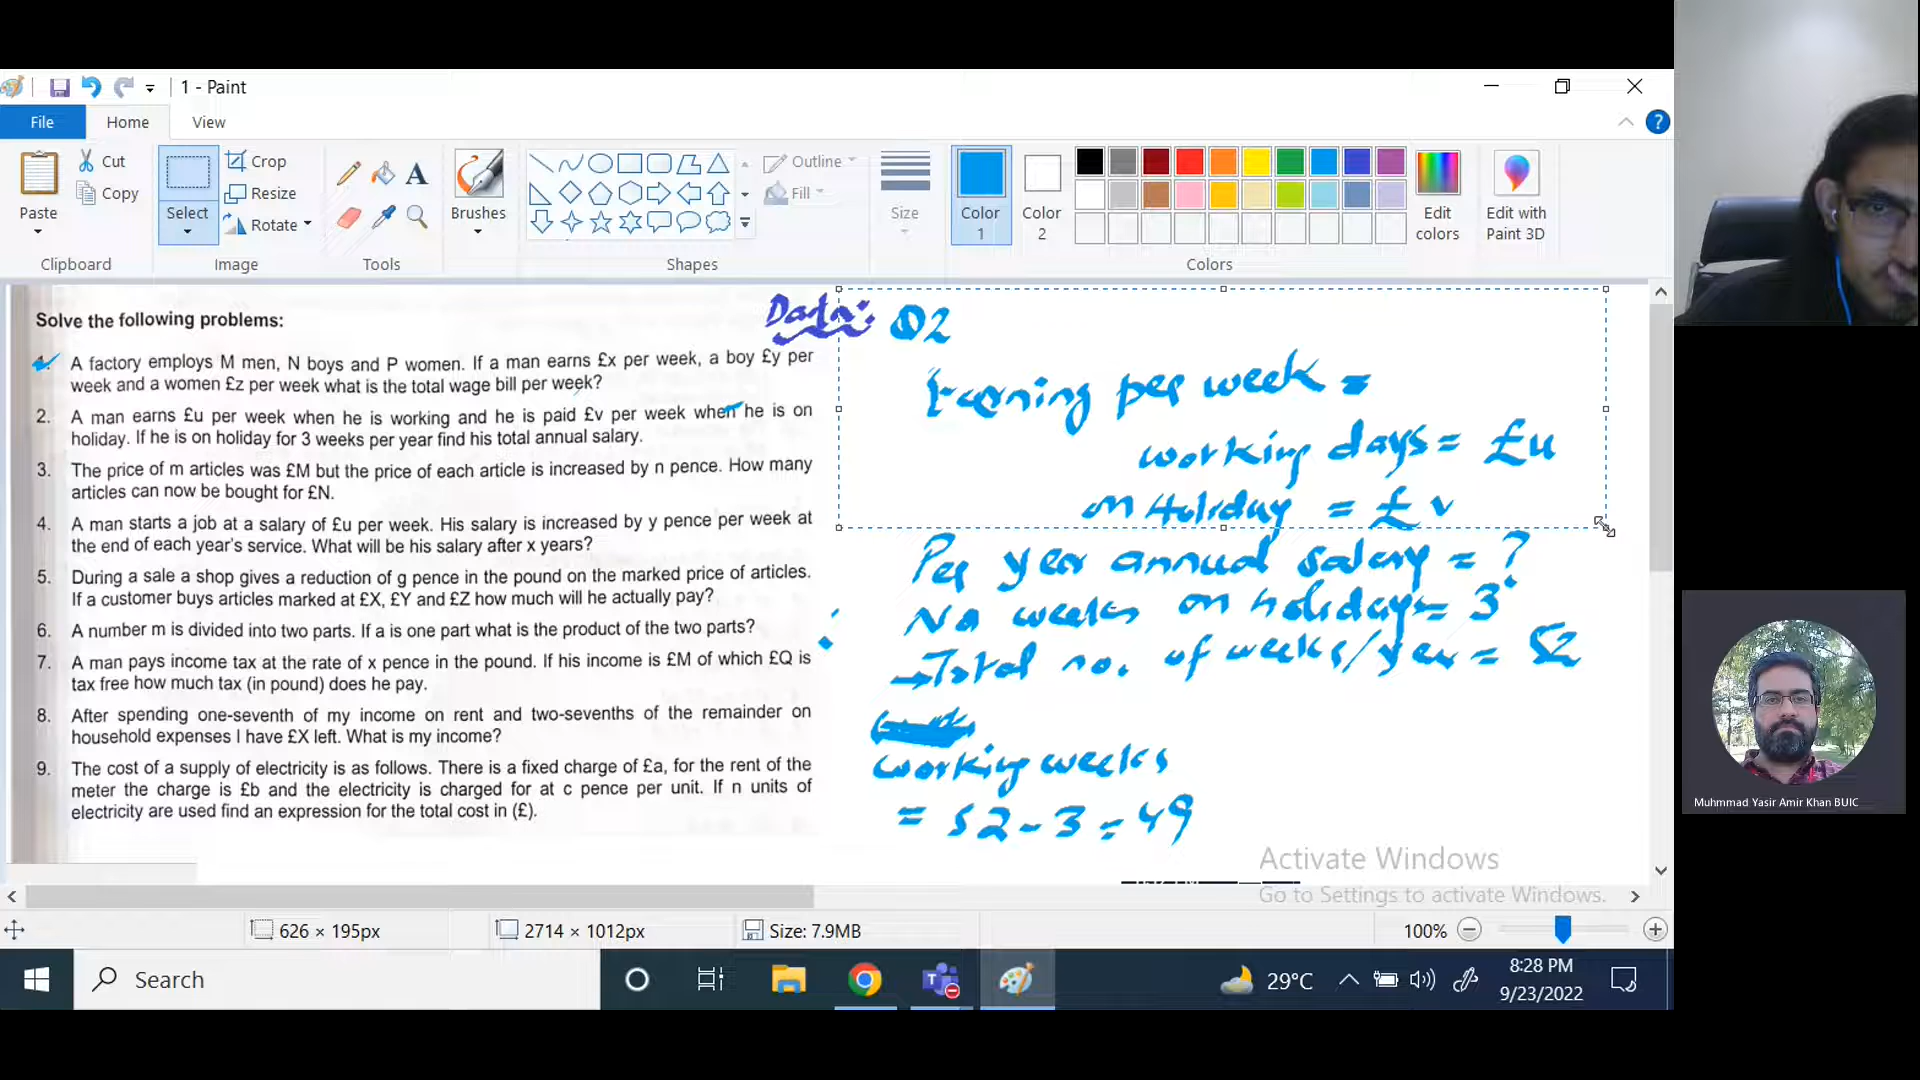 1 - Paint
File Home View
Paste
Cut
Copy
Clipboard
Select
Crop
Resize
Rotate
Image
A
Tools
Brushes
Shapes
Outline
Fill
Size
Color 1
Color 2
Colors
Edit colors
Edit with Paint 3D
Solve the following problems:
1. A factory employs M men, N boys and P women. If a man earns £x per week, a boy £y per
week and a women £z per week what is the total wage bill per week?
2. A man earns £u per week when he is working and he is paid £v per week when he is on
holiday. If he is on holiday for 3 weeks per year find his total annual salary.
3. The price of m articles was £M but the price of each article is increased by n pence. How many
articles can now be bought for £N.
4. A man starts a job at a salary of £u per week. His salary is increased by y pence per week at
the end of each year's service. What will be his salary after x years?
5. During a sale a shop gives a reduction of g pence in the pound on the marked price of articles.
If a customer buys articles marked at £X, £Y and £Z how much will he actually pay?
6. A number m is divided into two parts. If a is one part what is the product of the two parts?
7. A man pays income tax at the rate of x pence in the pound. If his income is £M of which £Q is
tax free how much tax (in pound) does he pay.
8. After spending one-seventh of my income on rent and two-sevenths of the remainder on
household expenses I have £X left. What is my income?
9. The cost of a supply of electricity is as follows. There is a fixed charge of £a, for the rent of the
meter the charge is £b and the electricity is charged for at c pence per unit. If n units of
electricity are used find an expression for the total cost in (£).
Data: Q2
Earning per week =
working days = £u
on Holiday = £v
Per year annual salary = ?
No weeks on holidays = 3
→ Total no. of weeks/year = 52
working weeks
= 52 - 3 = 49
Activate Windows
Go to Settings to activate Windows.
626 × 195px
2714 × 1012px
Size: 7.9MB
100%
Search
29°C
8:28 PM
9/23/2022
Muhmmad Yasir Amir Khan BUIC